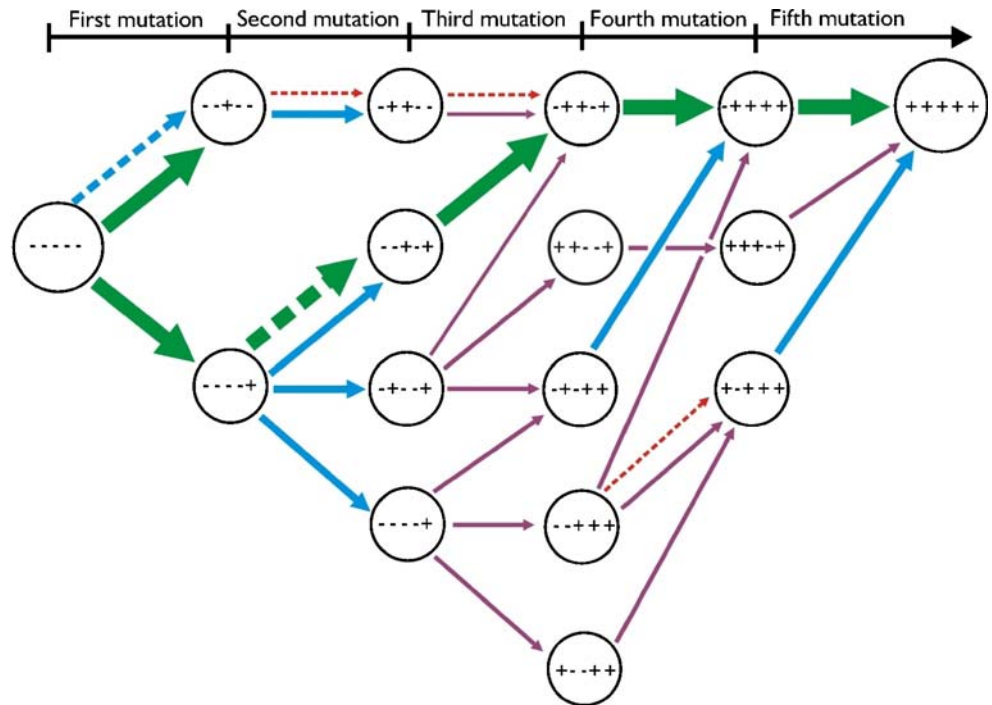 First mutation Second mutation Third mutation Fourth mutation Fifth mutation
--+-- -++-- -++-+ -++++ +++++
----- --+-+ ++--+ +++-+
----+ -+--+ -+-++ +-+++
----+ --+++
+--++